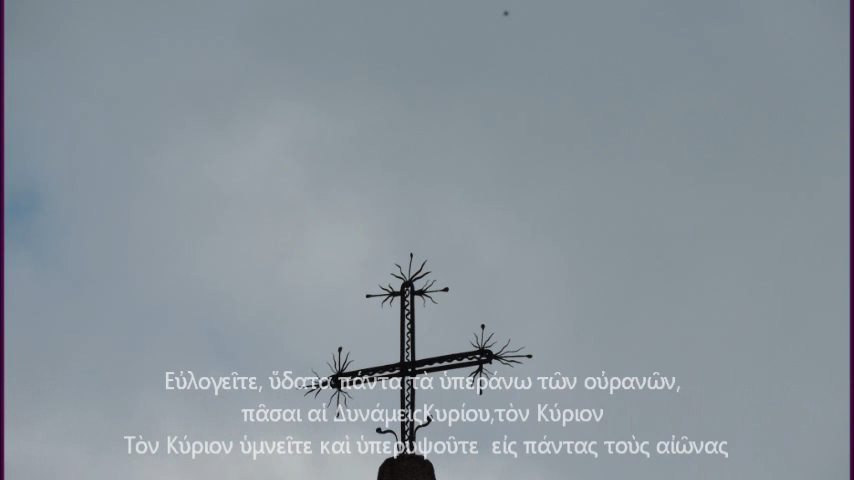 Εὐλογεῖτε, ὕδατα πάντα τὰ ὑπεράνω τῶν οὐρανῶν,
πᾶσαι αἱ ΔυνάμειςΚυρίου,τὸν Κύριον
Τὸν Κύριον ὑμνεῖτε καὶ ὑπερυψοῦτε εἰς πάντας τοὺς αἰῶνας